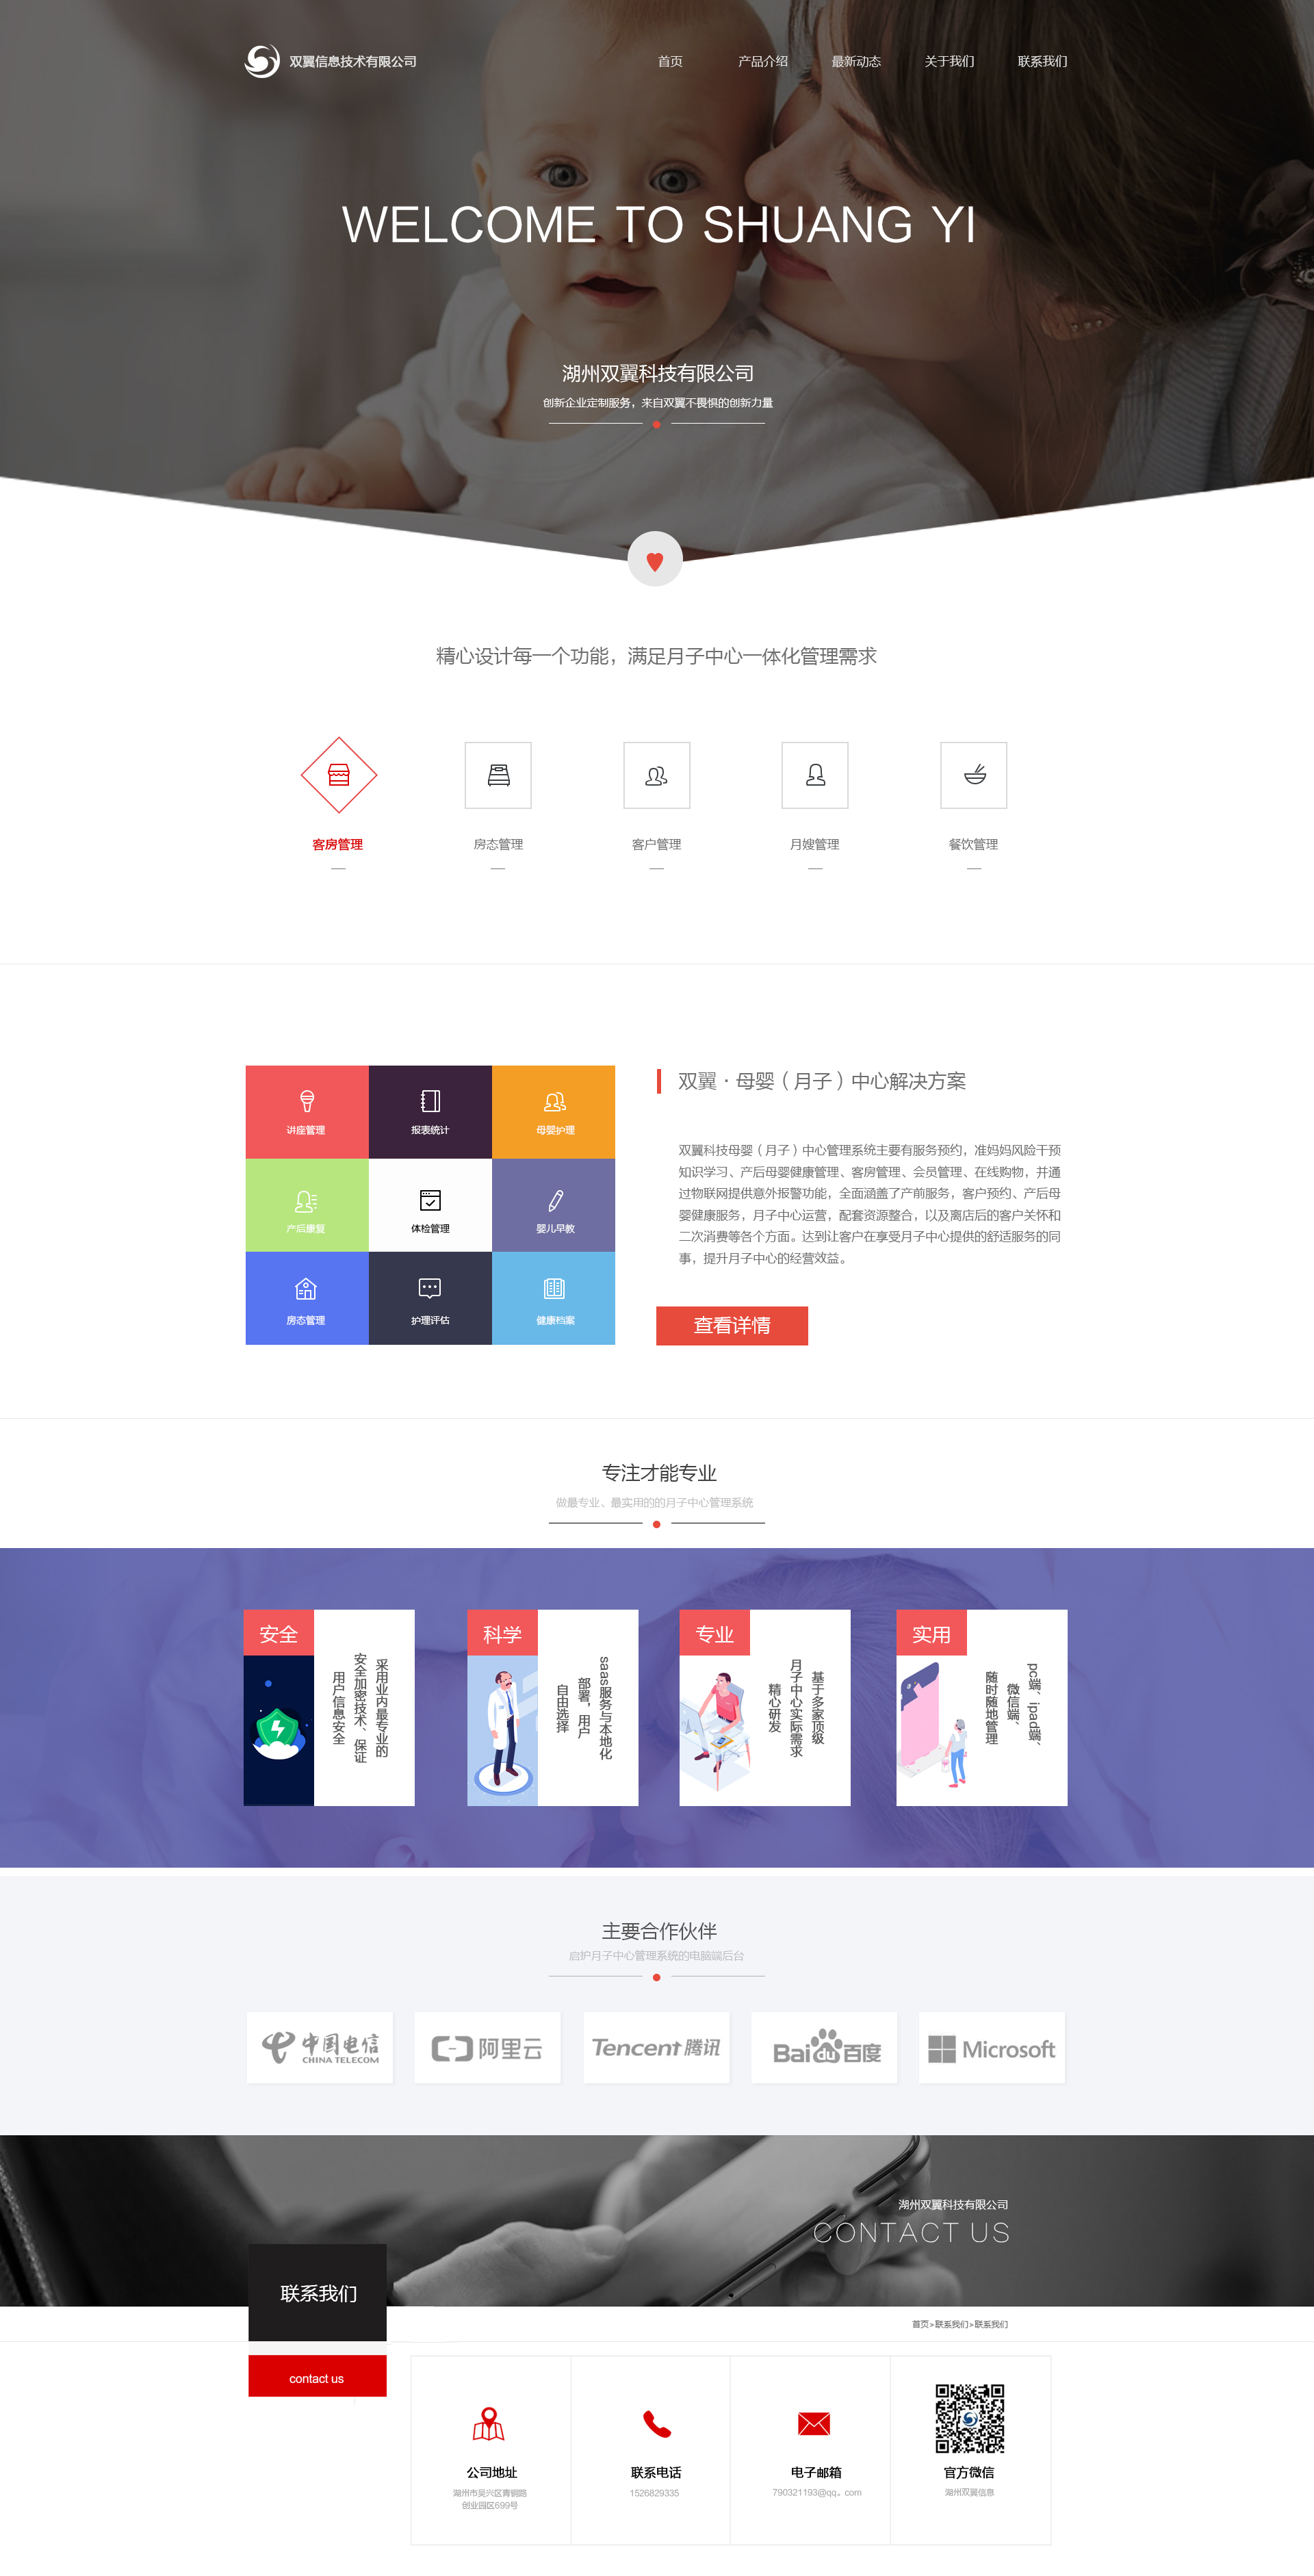 双翼信息技术有限公司
首页 产品介绍 最新动态 关于我们 联系我们
WELCOME TO SHUANG YI
湖州双翼科技有限公司
创新企业定制服务，来自双翼不畏惧的创新力量
精心设计每一个功能，满足月子中心一体化管理需求
客房管理 房态管理 客户管理 月嫂管理 餐饮管理
讲座管理 报表统计 母婴护理
产后康复 体检管理 婴儿早教
房态管理 护理评估 健康档案
双翼·母婴（月子）中心解决方案
双翼科技母婴（月子）中心管理系统主要有服务预约，准妈妈风险干预
知识学习、产后母婴健康管理、客房管理、会员管理、在线购物，并通
过物联网提供意外报警功能，全面涵盖了产前服务，客户预约、产后母
婴健康服务，月子中心运营，配套资源整合，以及离店后的客户关怀和
二次消费等各个方面。达到让客户在享受月子中心提供的舒适服务的同
事，提升月子中心的经营效益。
查看详情
专注才能专业
做最专业、最实用的的月子中心管理系统
安全
采用业内最专业的
安全加密技术、保证
用户信息安全
科学
saas服务与本地化
部署，用户
自由选择
专业
基于多家顶级
月子中心实际需求
精心研发
实用
pc端、ipad端、
微信端、
随时随地管理
主要合作伙伴
启护月子中心管理系统的电脑端后台
中国电信
CHINA TELECOM
阿里云
Tencent 腾讯
Baidu百度
Microsoft
湖州双翼科技有限公司
CONTACT US
联系我们
首页>联系我们>联系我们
contact us
公司地址
湖州市吴兴区青铜路
创业园区699号
联系电话
1526829335
电子邮箱
790321193@qq。com
官方微信
湖州双翼信息